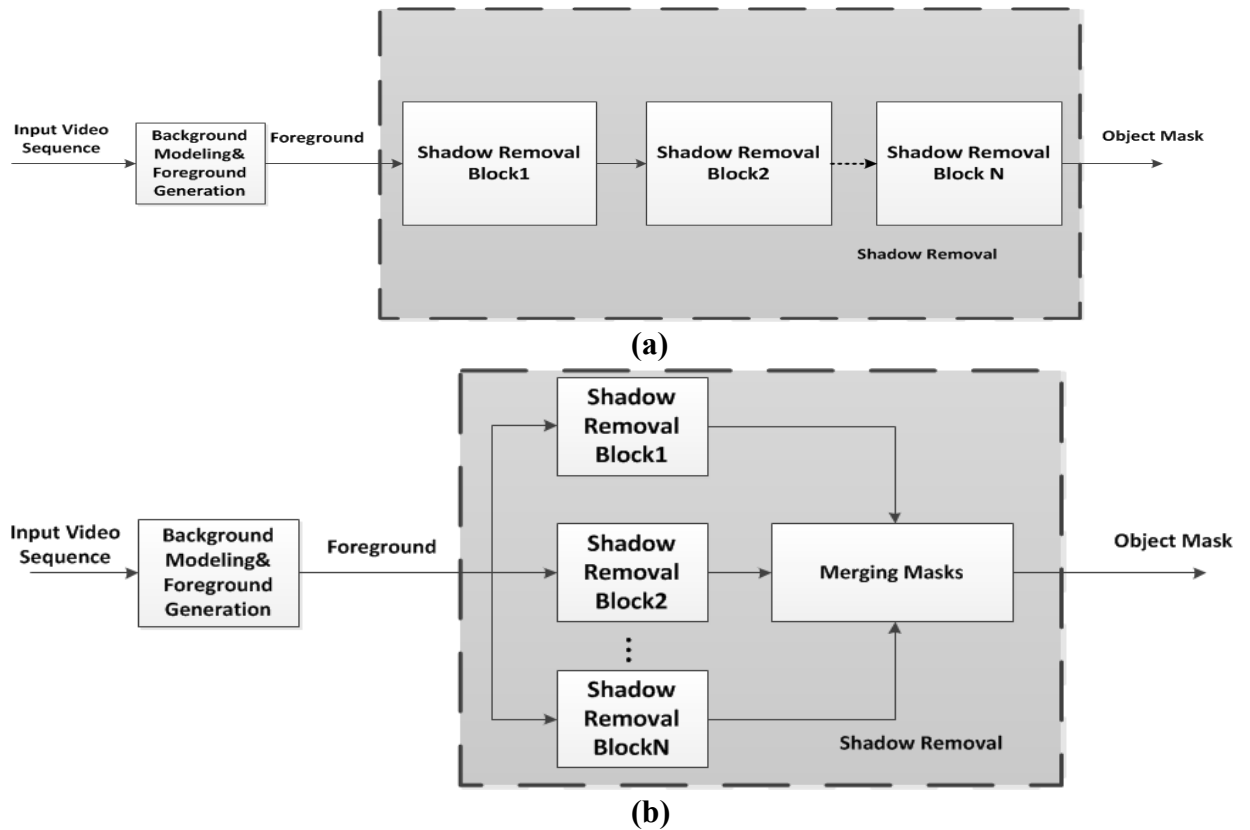 Input Video
Sequence
Background
Modeling&
Foreground
Generation
Foreground
Shadow Removal
Block1
Shadow Removal
Block2
Shadow Removal
Block N
Object Mask
Shadow Removal
(a)
Shadow
Removal
Block1
Input Video
Sequence
Background
Modeling&
Foreground
Generation
Foreground
Shadow
Removal
Block2
Merging Masks
Object Mask
Shadow
Removal
BlockN
Shadow Removal
(b)